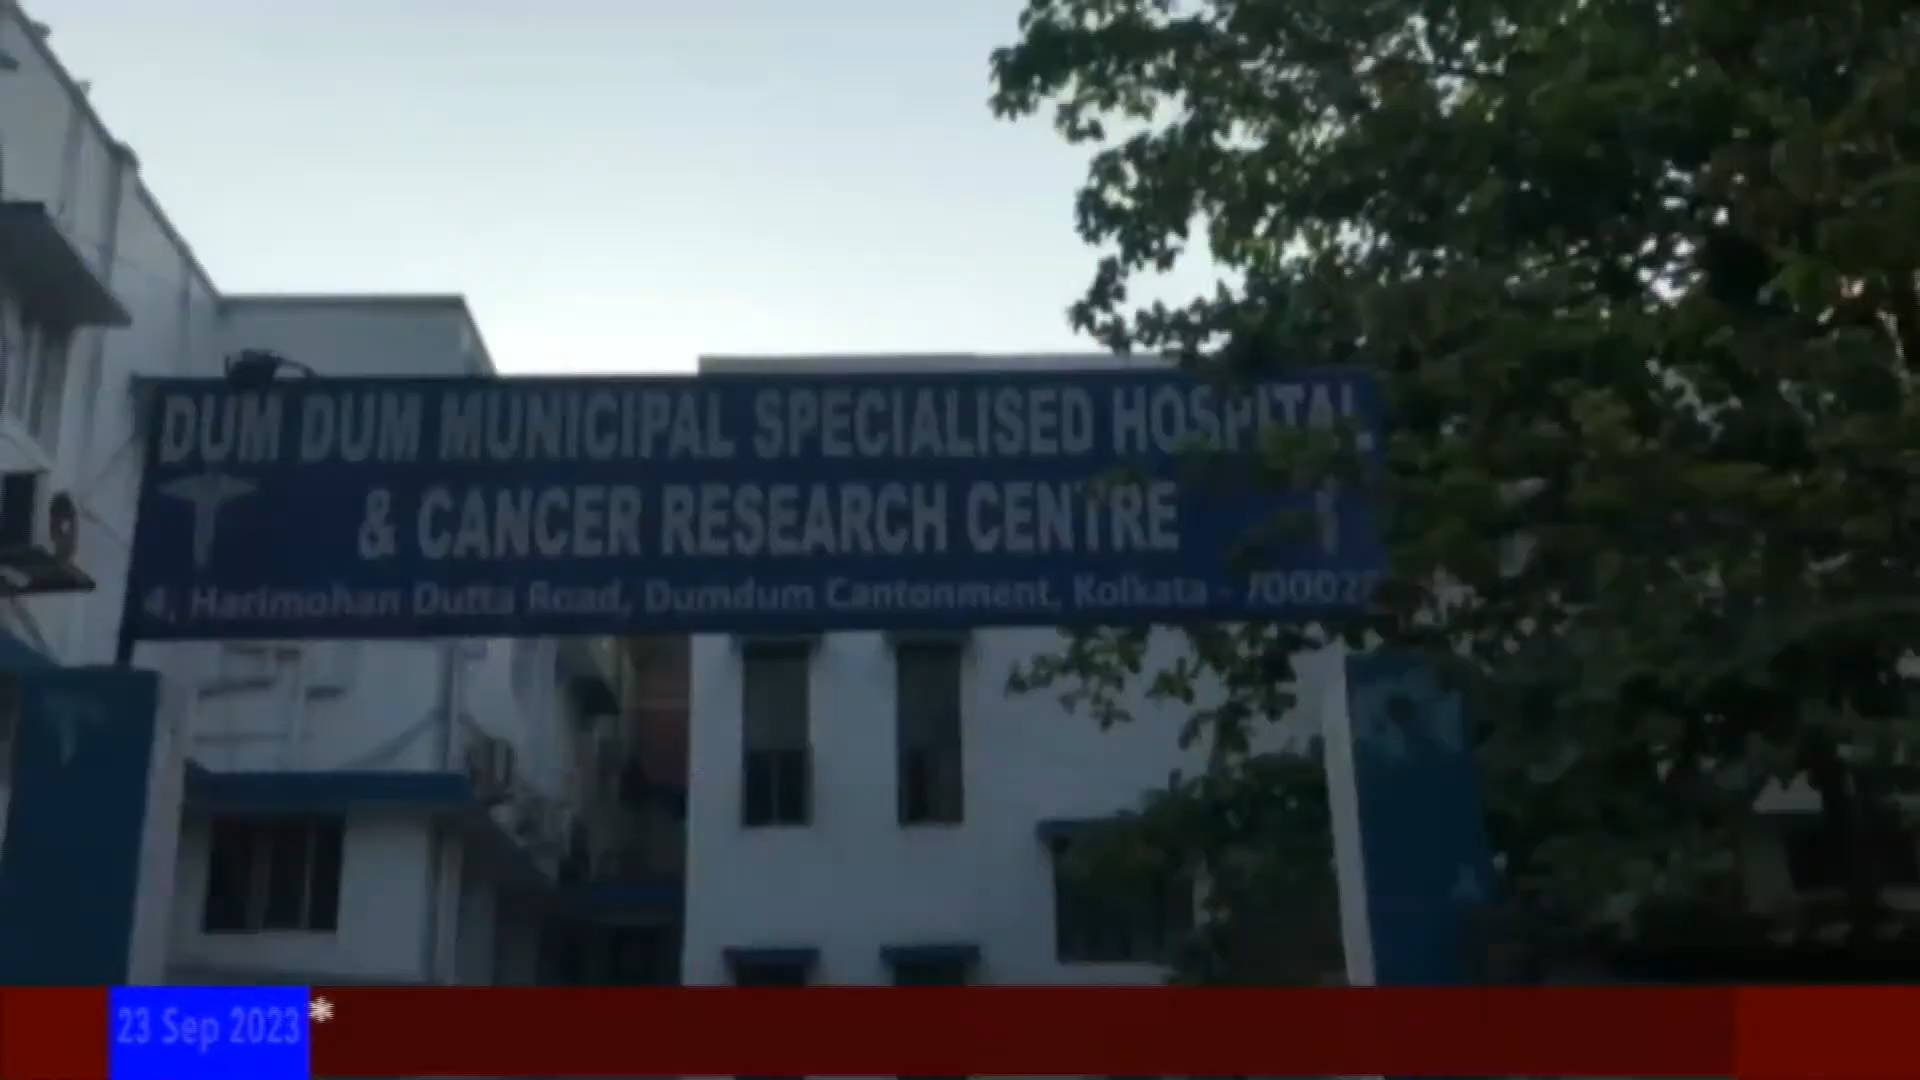 DUM DUM MUNICIPAL SPECIALISED HOSPITAL
& CANCER RESEARCH CENTRE
4, Harimohan Dutta Road, Dumdum Cantonment, Kolkata -
23 Sep 2023 *